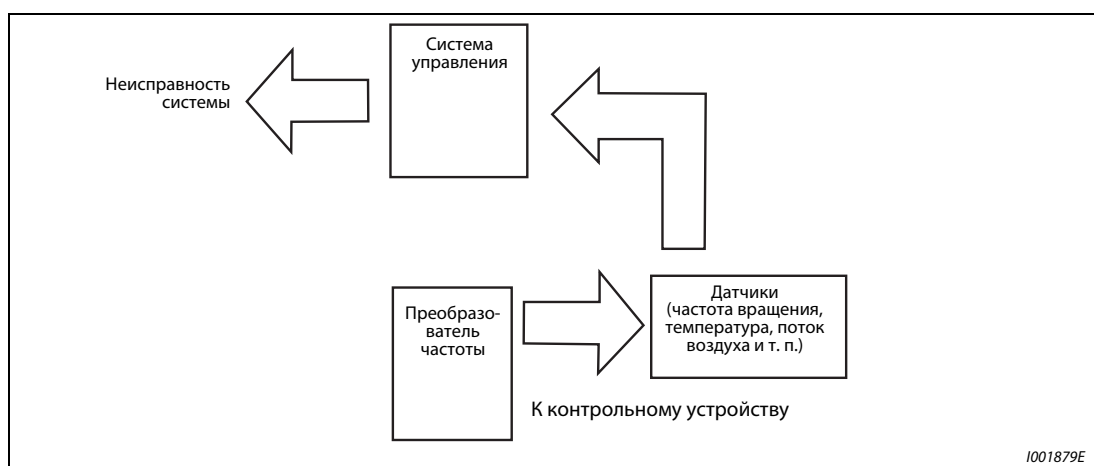 Система
управления
Неисправность
системы
Преобразо-
ватель
частоты
Датчики
(частота вращения,
температура, поток
воздуха и т. п.)
К контрольному устройству
I001879E